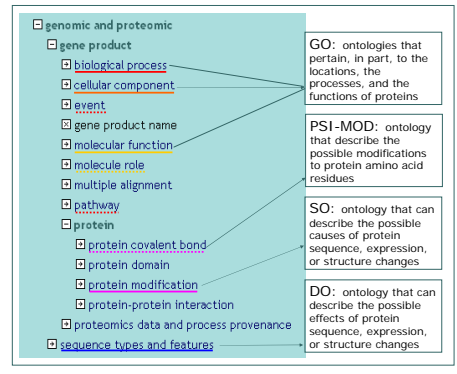 genomic and proteomic
gene product
biological process
cellular component
event
gene product name
molecular function
molecule role
multiple alignment
pathway
protein
protein covalent bond
protein domain
protein modification
protein-protein interaction
proteomics data and process provenance
sequence types and features
GO: ontologies that
pertain, in part, to the
locations, the
processes, and the
functions of proteins
PSI-MOD: ontology
that describe the
possible modifications
to protein amino acid
residues
SO: ontology that can
describe the possible
causes of protein
sequence, expression,
or structure changes
DO: ontology that can
describe the possible
effects of protein
sequence, expression,
or structure changes